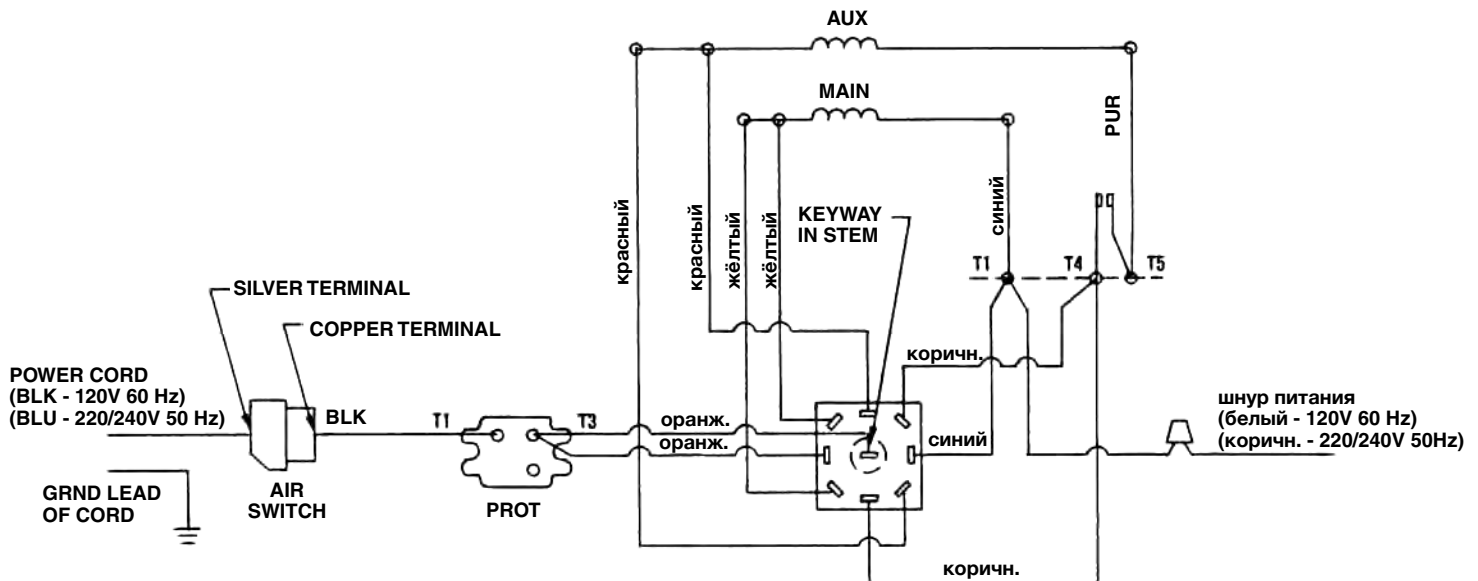 AUX
MAIN
PUR
красный
красный
жёлтый
жёлтый
KEYWAY
IN STEM
синий
T1
T4
T5
SILVER TERMINAL
COPPER TERMINAL
коричн.
POWER CORD
(BLK - 120V 60 Hz)
(BLU - 220/240V 50 Hz)
BLK
T1
T3
оранж.
оранж.
синий
шнур питания
(белый - 120V 60 Hz)
(коричн. - 220/240V 50Hz)
GRND LEAD
OF CORD
AIR
SWITCH
PROT
коричн.